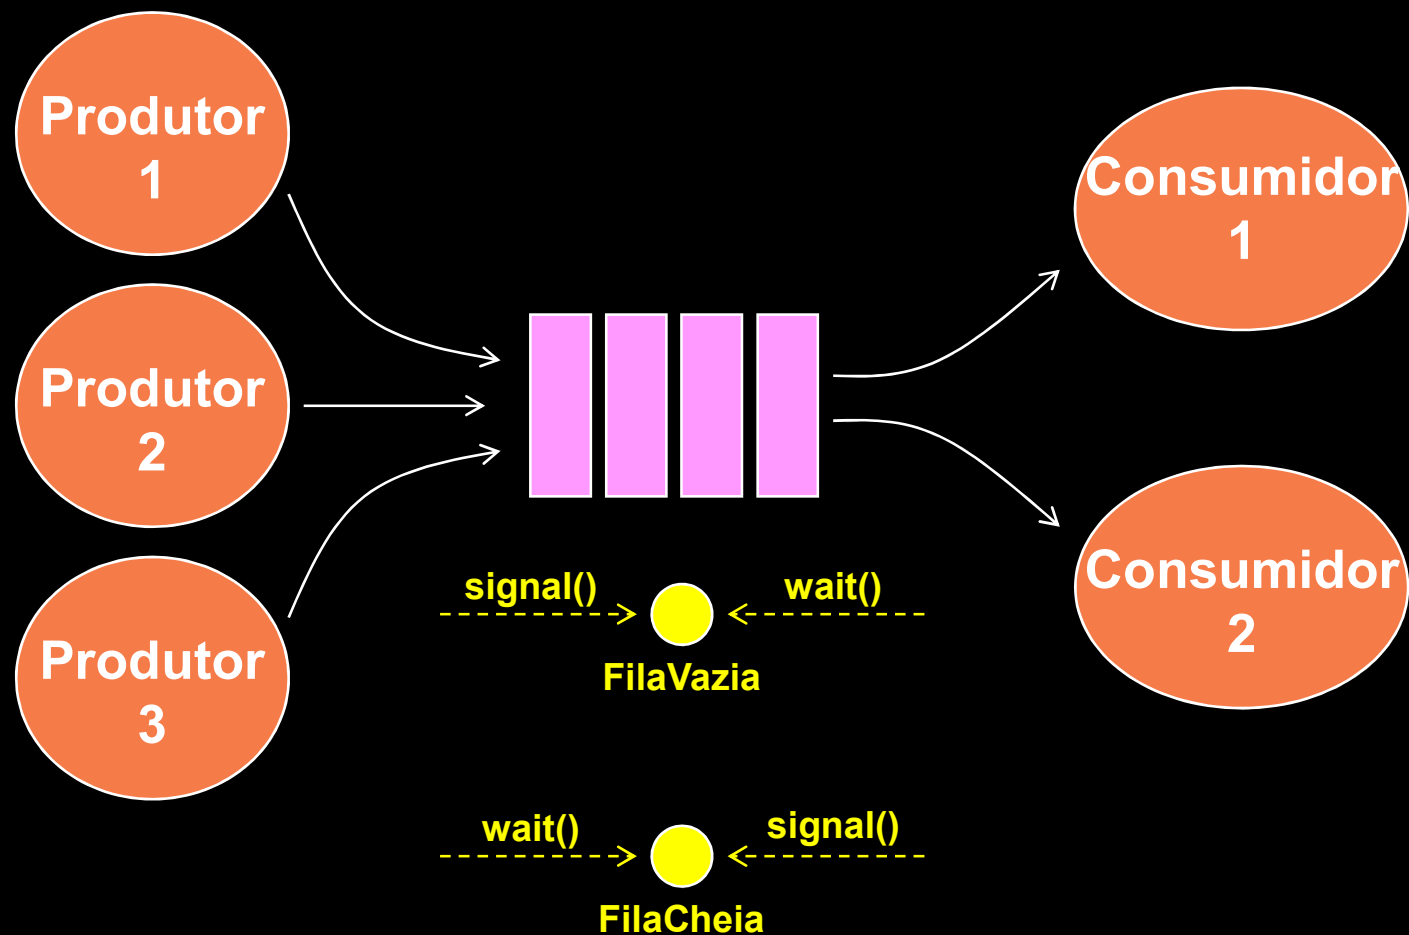 Produtor
1
Produtor
2
Produtor
3
Consumidor
1
Consumidor
2
signal()
wait()
FilaVazia
wait()
signal()
FilaCheia